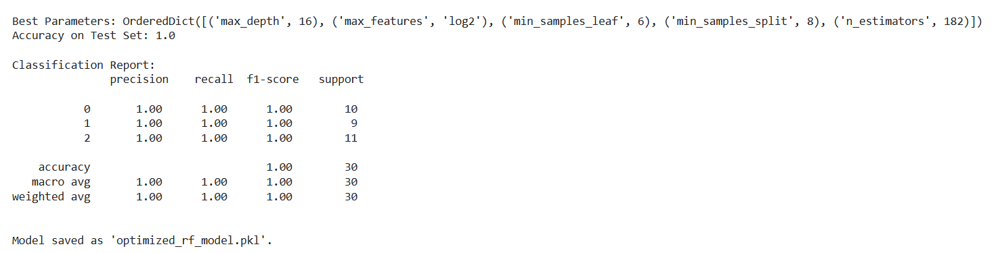 Best Parameters: OrderedDict([('max_depth', 16), ('max_features', 'log2'), ('min_samples_leaf', 6), ('min_samples_split', 8), ('n_estimators', 182)])
Accuracy on Test Set: 1.0
Classification Report:
precision recall f1-score support
0 1.00 1.00 1.00 10
1 1.00 1.00 1.00 9
2 1.00 1.00 1.00 11
accuracy 1.00 30
macro avg 1.00 1.00 1.00 30
weighted avg 1.00 1.00 1.00 30
Model saved as 'optimized_rf_model.pkl'.